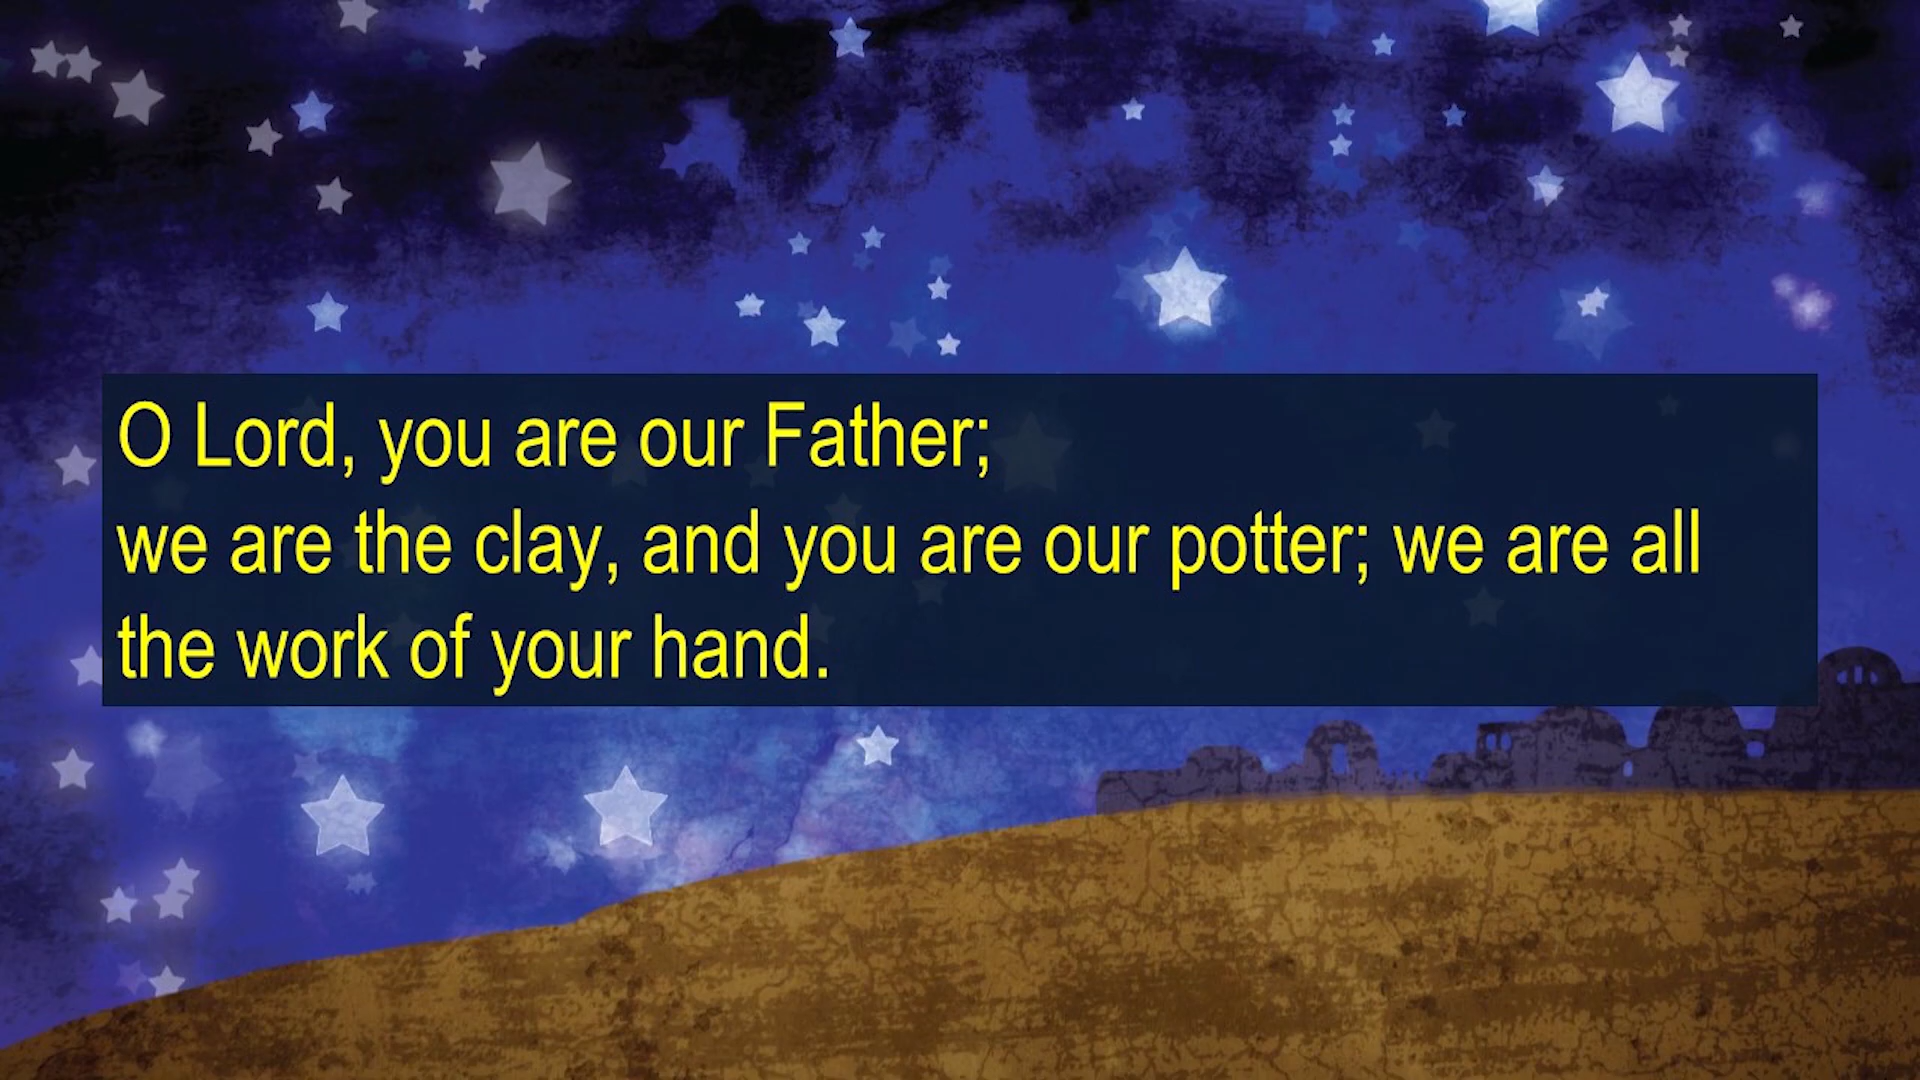 O Lord, you are our Father;
we are the clay, and you are our potter; we are all
the work of your hand.